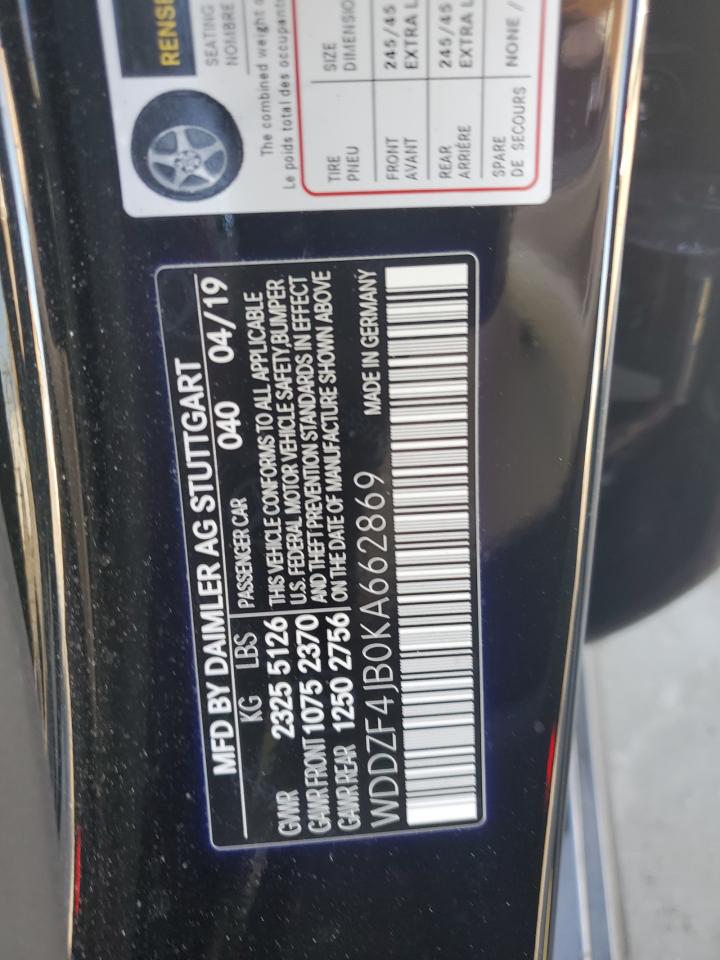 MFD BY DAIMLER AG STUTTGART
KG LBS PASSENGER CAR 040 04/19
GVWR 2325 5126 THIS VEHICLE CONFORMS TO ALL APPLICABLE
GAWR FRONT 1075 2370 U.S. FEDERAL MOTOR VEHICLE SAFETY, BUMPER
GAWR REAR 1250 2756 AND THEFT PREVENTION STANDARDS IN EFFECT
ON THE DATE OF MANUFACTURE SHOWN ABOVE
WDDZF4JB0KA662869 MADE IN GERMANY
SEATING
NOMBRE
The combined weight
Le poids total des occupants
TIRE SIZE
PNEU
FRONT 245/45
AVANT EXTRA
REAR 245/45
ARRIÈRE EXTRA
SPARE NONE /
DE SECOURS